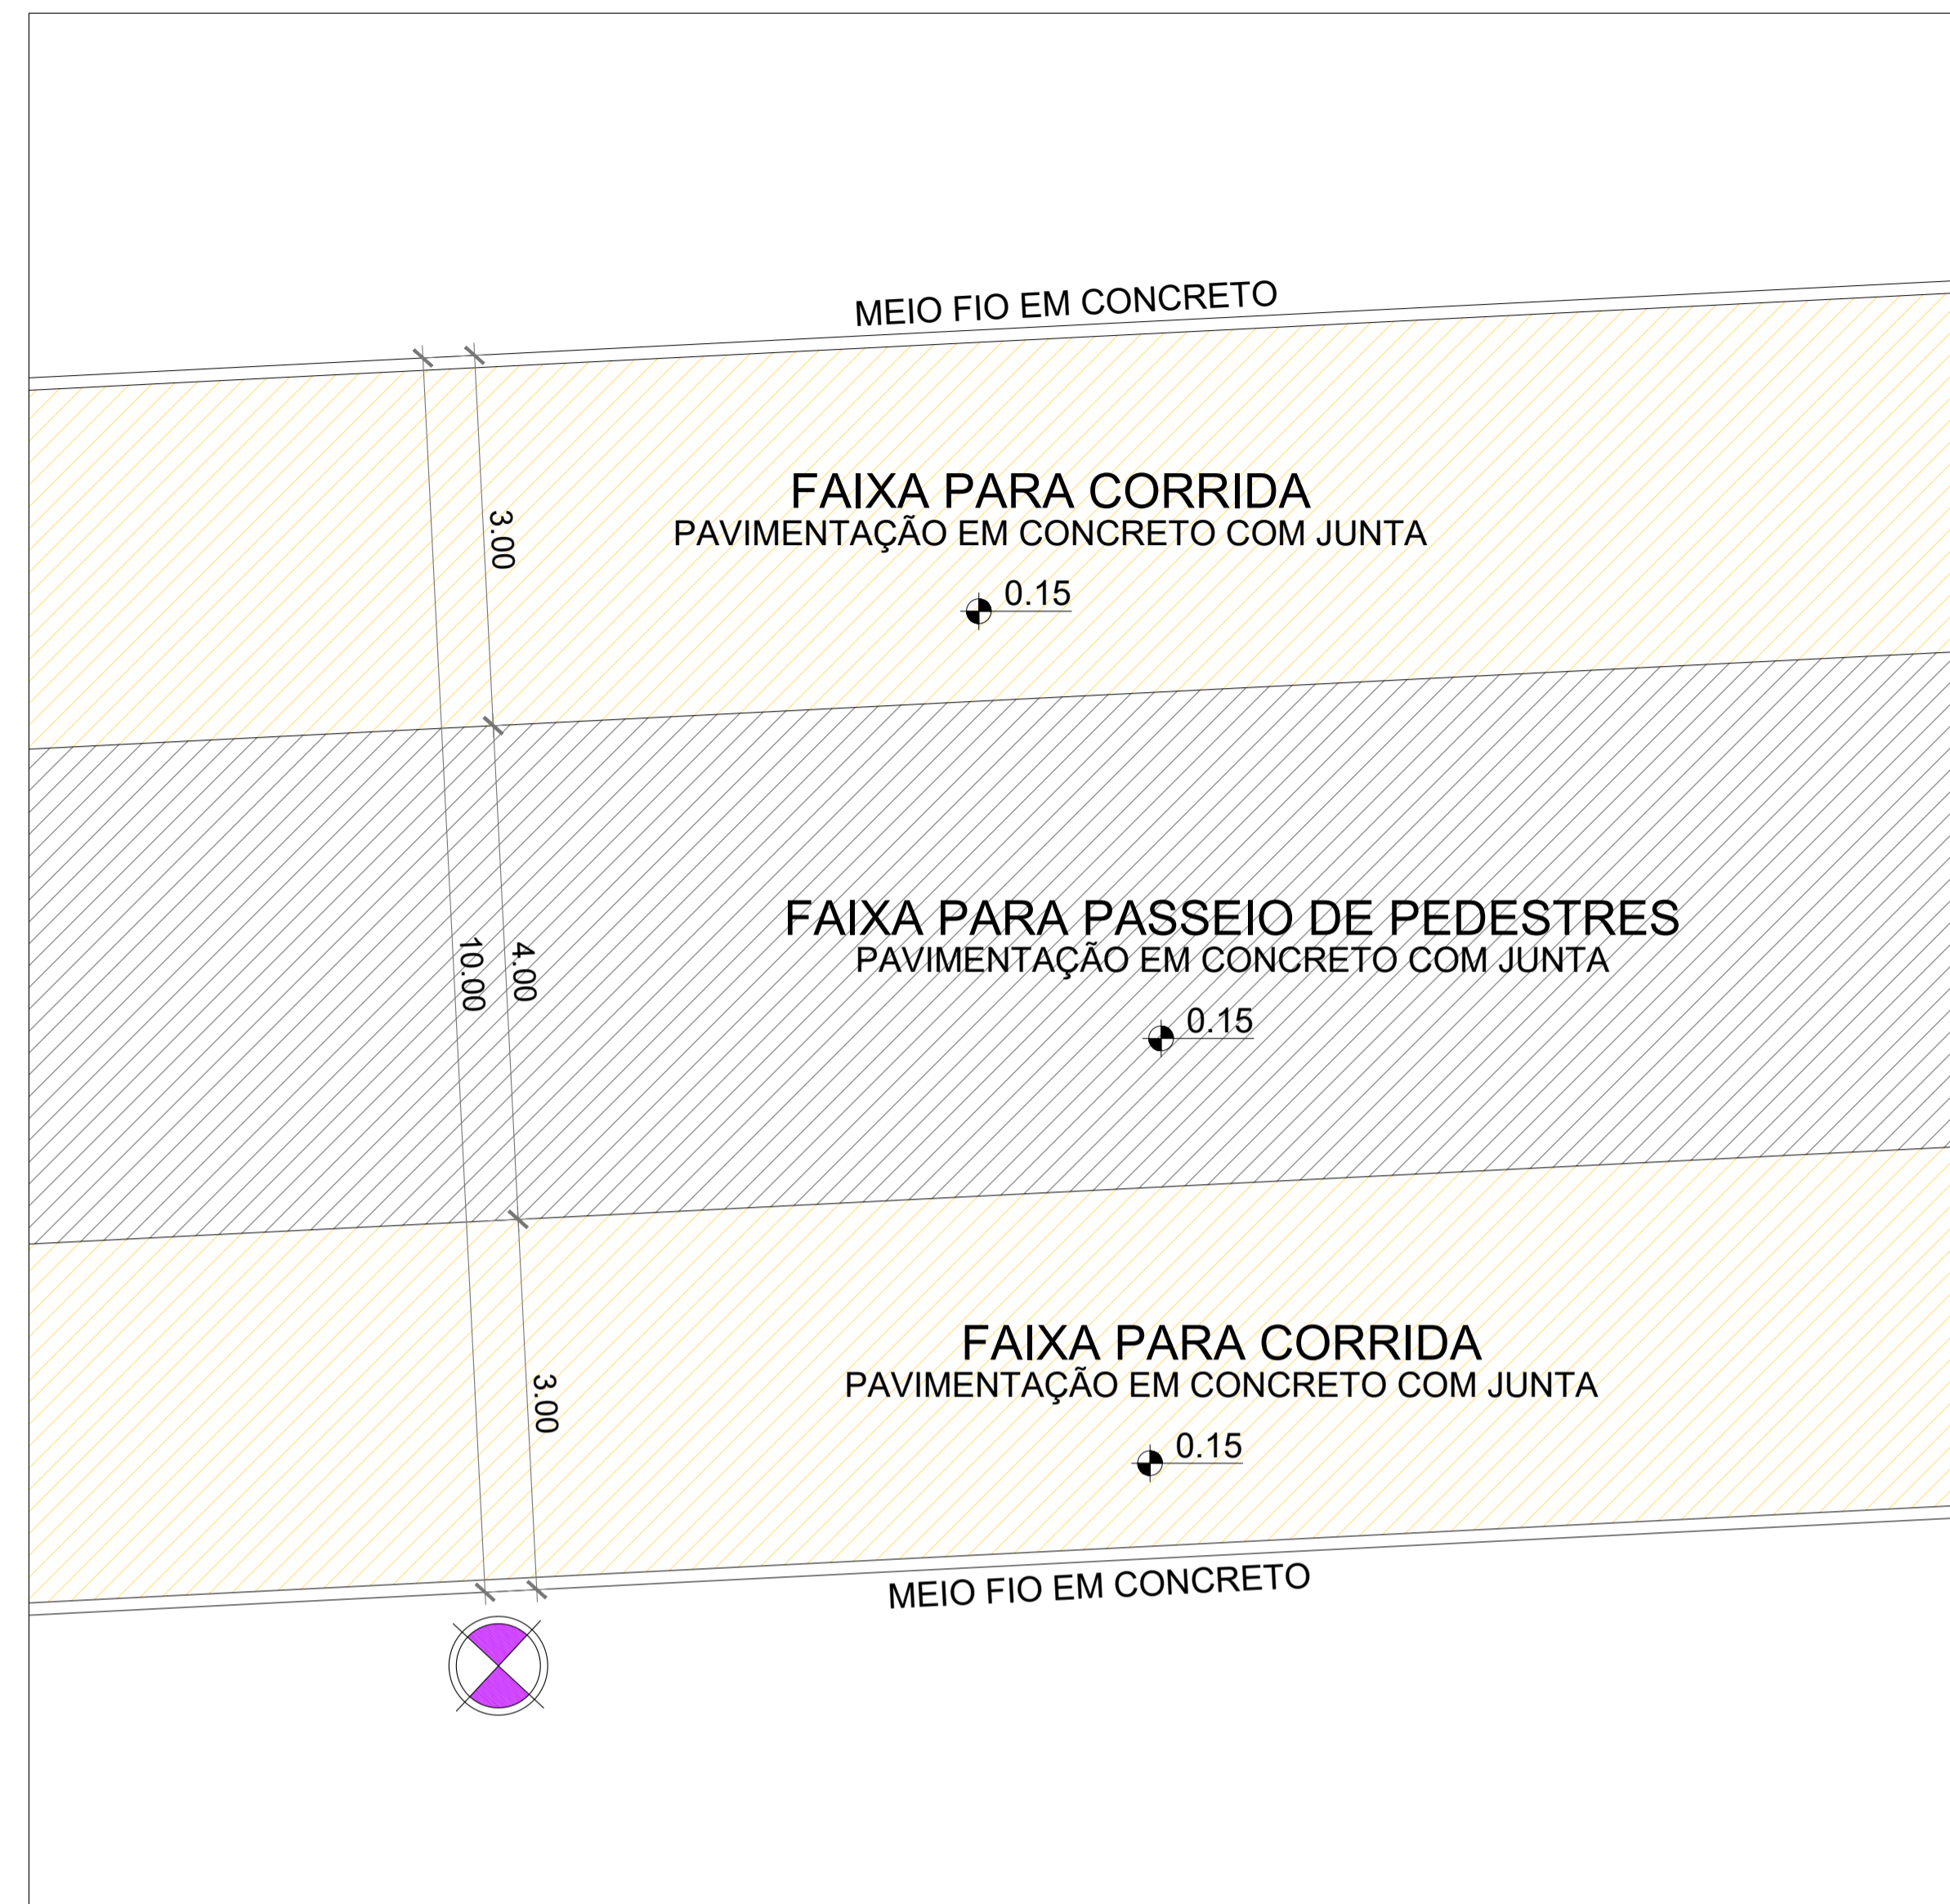 MEIO FIO EM CONCRETO
FAIXA PARA CORRIDA
PAVIMENTAÇÃO EM CONCRETO COM JUNTA
3.00
0.15
FAIXA PARA PASSEIO DE PEDESTRES
PAVIMENTAÇÃO EM CONCRETO COM JUNTA
10.00
4.00
0.15
FAIXA PARA CORRIDA
PAVIMENTAÇÃO EM CONCRETO COM JUNTA
3.00
0.15
MEIO FIO EM CONCRETO